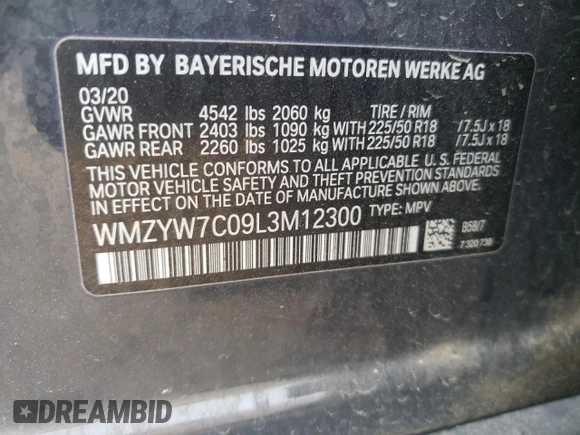 MFD BY BAYERISCHE MOTOREN WERKE AG
03/20
GVWR 4542 lbs 2060 kg TIRE / RIM
GAWR FRONT 2403 lbs 1090 kg WITH 225/50 R18 / 7.5J x 18
GAWR REAR 2260 lbs 1025 kg WITH 225/50 R18 / 7.5J x 18
THIS VEHICLE CONFORMS TO ALL APPLICABLE U. S. FEDERAL
MOTOR VEHICLE SAFETY AND THEFT PREVENTION STANDARDS
IN EFFECT ON THE DATE OF MANUFACTURE SHOWN ABOVE.
WMZYW7C09L3M12300 TYPE: MPV
B58/7
7 320 730
DREAMBID